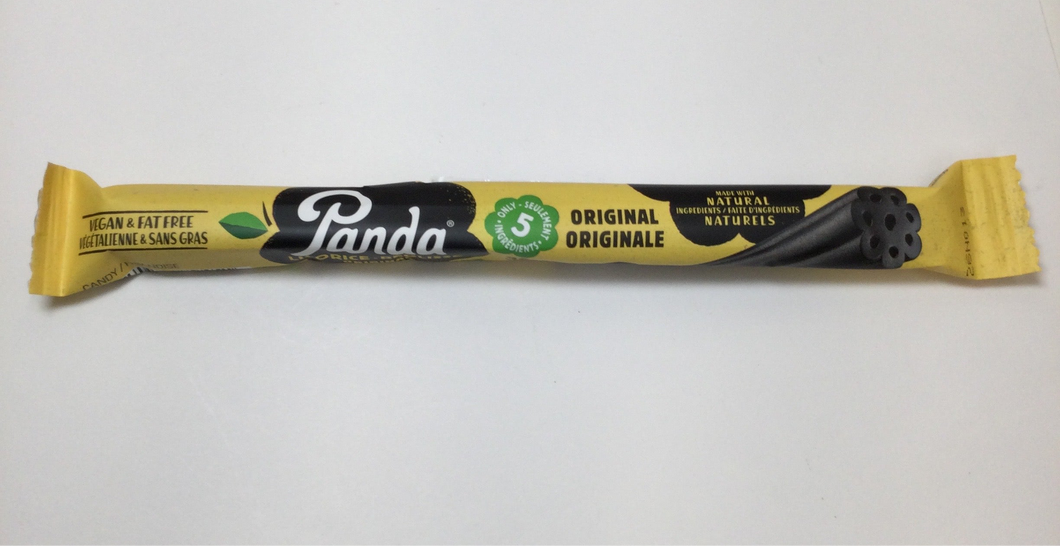 VEGAN & FAT FREE
VÉGÉTALIENNE & SANS GRAS
CANDY /
Panda®
ONLY - SEULEMENT
5
INGRÉDIENTS
ORIGINAL
ORIGINALE
MADE WITH
NATURAL
INGREDIENTS / FAITE D'INGRÉDIENTS
NATURELS